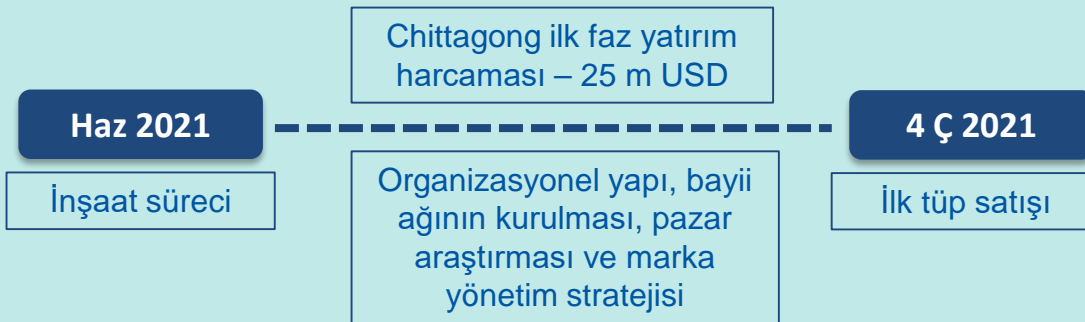 Chittagong ilk faz yatırım
harcaması – 25 m USD
Haz 2021
4 Ç 2021
İnşaat süreci
Organizasyonel yapı, bayii
ağının kurulması, pazar
araştırması ve marka
yönetim stratejisi
İlk tüp satışı